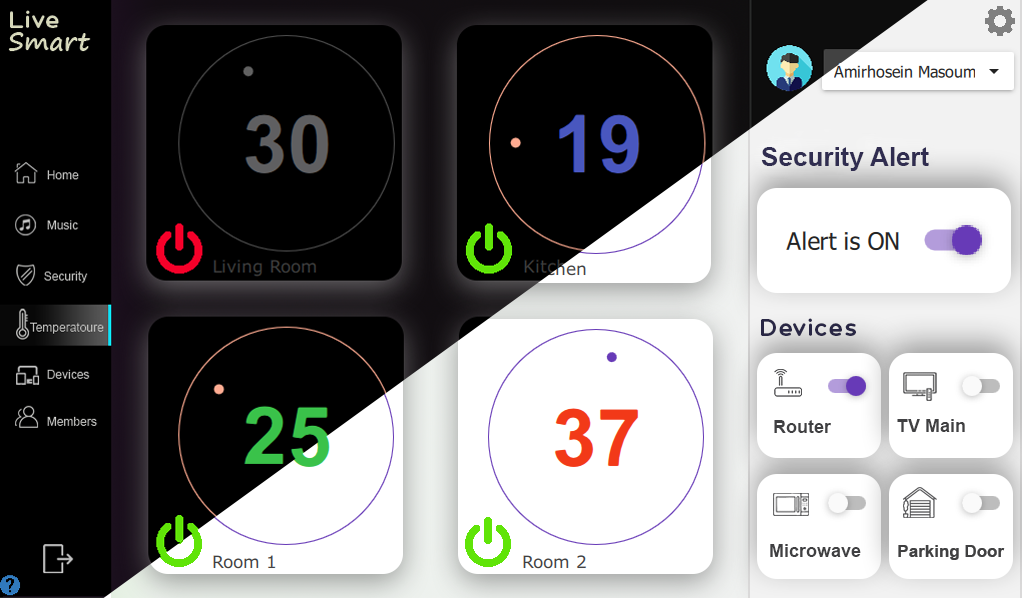 Live
Smart
Home
Music
Security
Temperatoure
Devices
Members
?
30
Living Room
19
Kitchen
25
Room 1
37
Room 2
Amirhosein Masoum
Security Alert
Alert is ON
Devices
Router
TV Main
Microwave
Parking Door